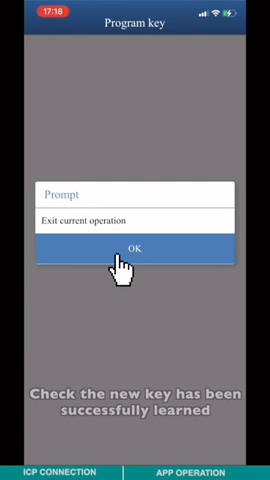 17:18
Program key
Prompt
Exit current operation
OK
Check the new key has been
successfully learned
ICP CONNECTION
APP OPERATION